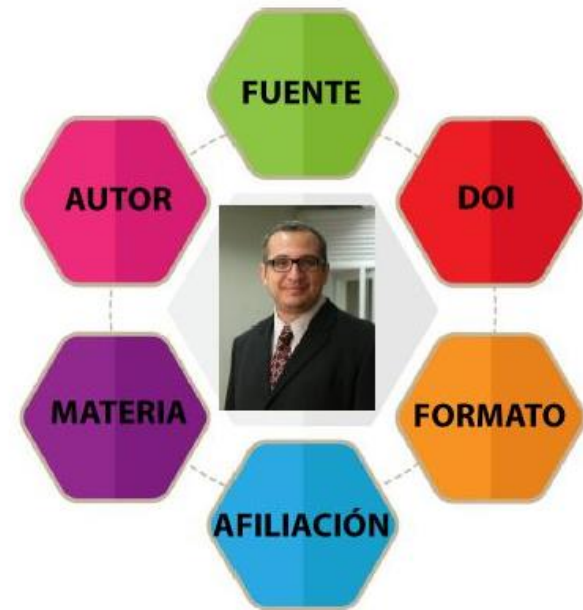 FUENTE
AUTOR
DOI
MATERIA
FORMATO
AFILIACIÓN